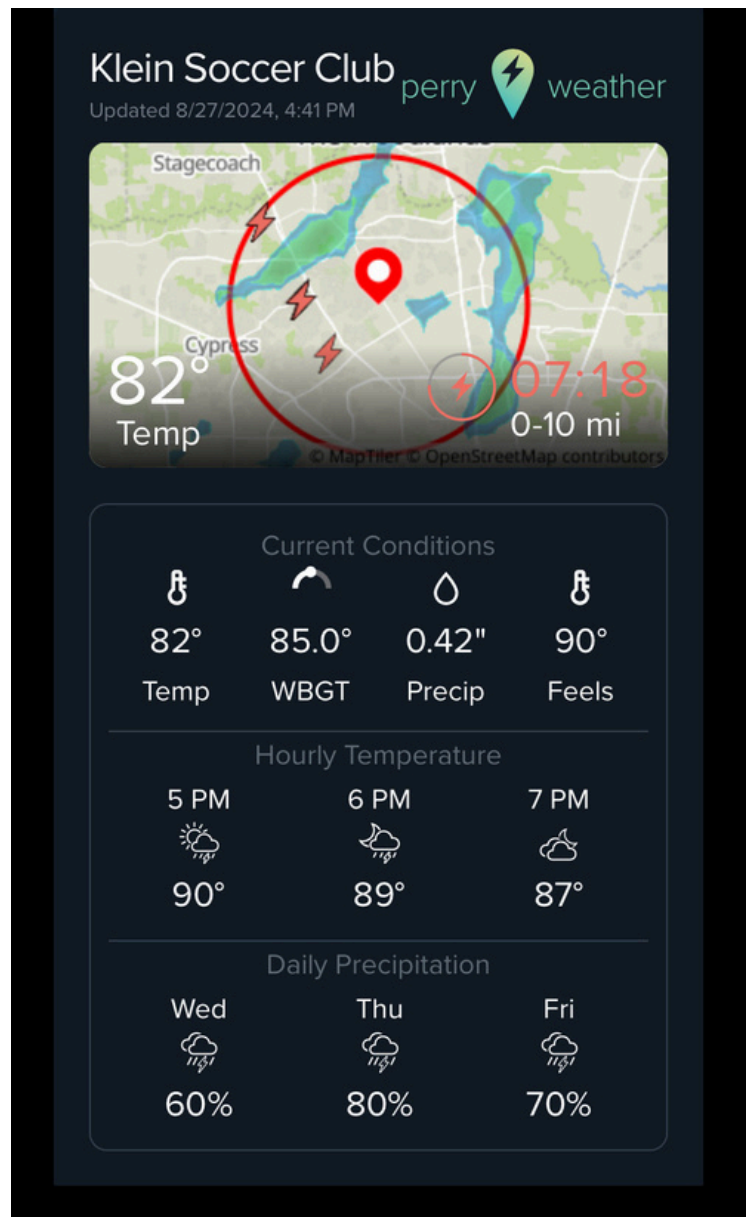 Klein Soccer Club
perry weather
Updated 8/27/2024, 4:41 PM
Stagecoach
Cypress
82°
Temp
07:18
0-10 mi
© MapTiler © OpenStreetMap contributors
Current Conditions
82° 85.0° 0.42" 90°
Temp WBGT Precip Feels
Hourly Temperature
5 PM 6 PM 7 PM
90° 89° 87°
Daily Precipitation
Wed Thu Fri
60% 80% 70%